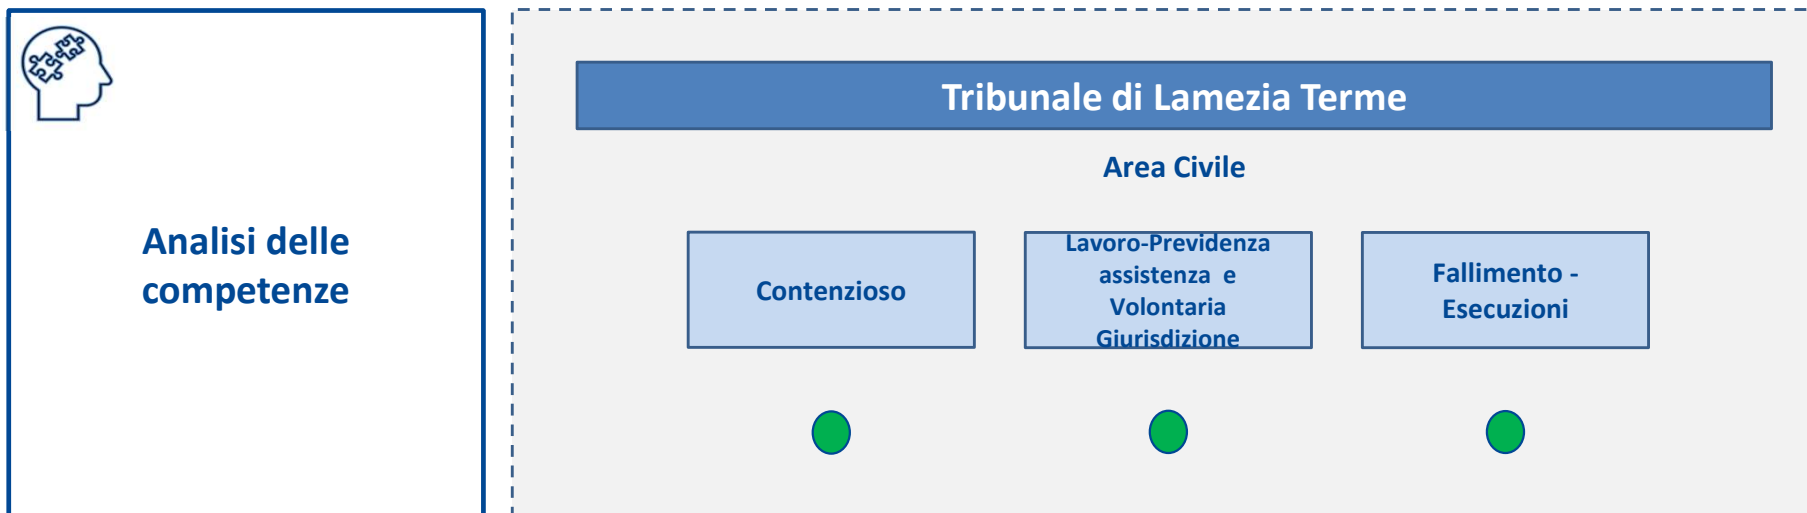 Analisi delle
competenze
Tribunale di Lamezia Terme
Area Civile
Contenzioso
Lavoro-Previdenza
assistenza e
Volontaria
Giurisdizione
Fallimento -
Esecuzioni